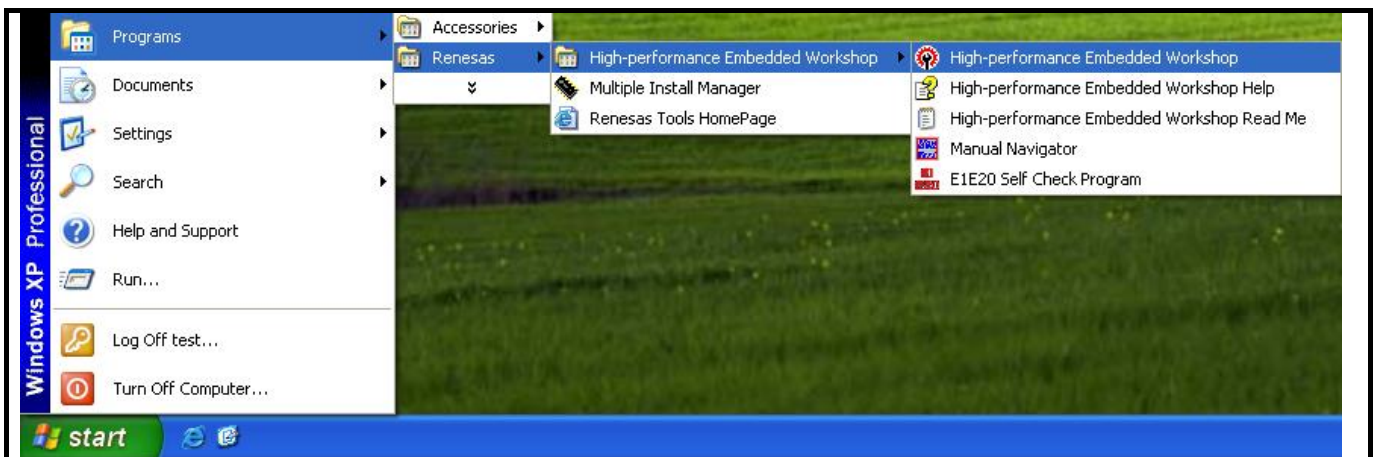 Windows XP Professional
Programs
Documents
Settings
Search
Help and Support
Run...
Log Off test...
Turn Off Computer...
Accessories
Renesas
High-performance Embedded Workshop
Multiple Install Manager
Renesas Tools HomePage
High-performance Embedded Workshop
High-performance Embedded Workshop Help
High-performance Embedded Workshop Read Me
Manual Navigator
E1E20 Self Check Program
start